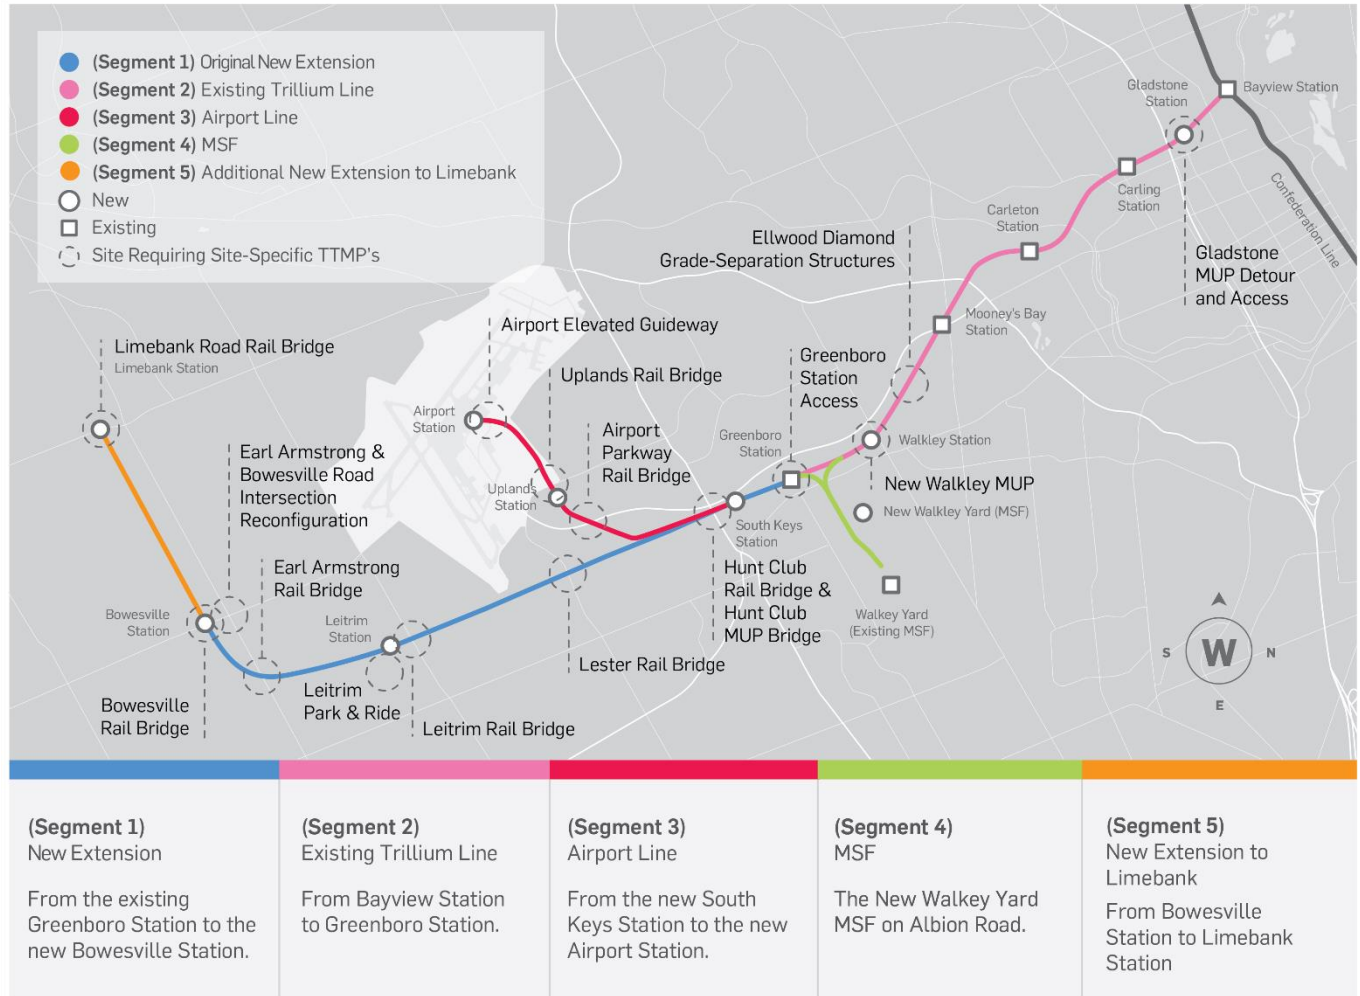 (Segment 1) Original New Extension
(Segment 2) Existing Trillium Line
(Segment 3) Airport Line
(Segment 4) MSF
(Segment 5) Additional New Extension to Limebank
New
Existing
Site Requiring Site-Specific TTMP's
Gladstone
Station
Bayview Station
Carling
Station
Confederation Line
Carleton
Station
Ellwood Diamond
Grade-Separation Structures
Gladstone
MUP Detour
and Access
Mooney's Bay
Station
Limebank Road Rail Bridge
Limebank Station
Airport Elevated Guideway
Uplands Rail Bridge
Greenboro
Station
Access
Airport
Station
Airport
Parkway
Rail Bridge
Greenboro
Station
Walkley Station
Earl Armstrong &
Bowesville Road
Intersection
Reconfiguration
Uplands
Station
New Walkley MUP
New Walkley Yard (MSF)
South Keys
Station
Earl Armstrong
Rail Bridge
Hunt Club
Rail Bridge &
Hunt Club
MUP Bridge
Bowesville
Station
Leitrim
Station
Walkey Yard
(Existing MSF)
Lester Rail Bridge
Leitrim
Park & Ride
Bowesville
Rail Bridge
Leitrim Rail Bridge
S W N
E
(Segment 1)
New Extension
From the existing
Greenboro Station to the
new Bowesville Station.
(Segment 2)
Existing Trillium Line
From Bayview Station
to Greenboro Station.
(Segment 3)
Airport Line
From the new South
Keys Station to the new
Airport Station.
(Segment 4)
MSF
The New Walkey Yard
MSF on Albion Road.
(Segment 5)
New Extension to
Limebank
From Bowesville
Station to Limebank
Station